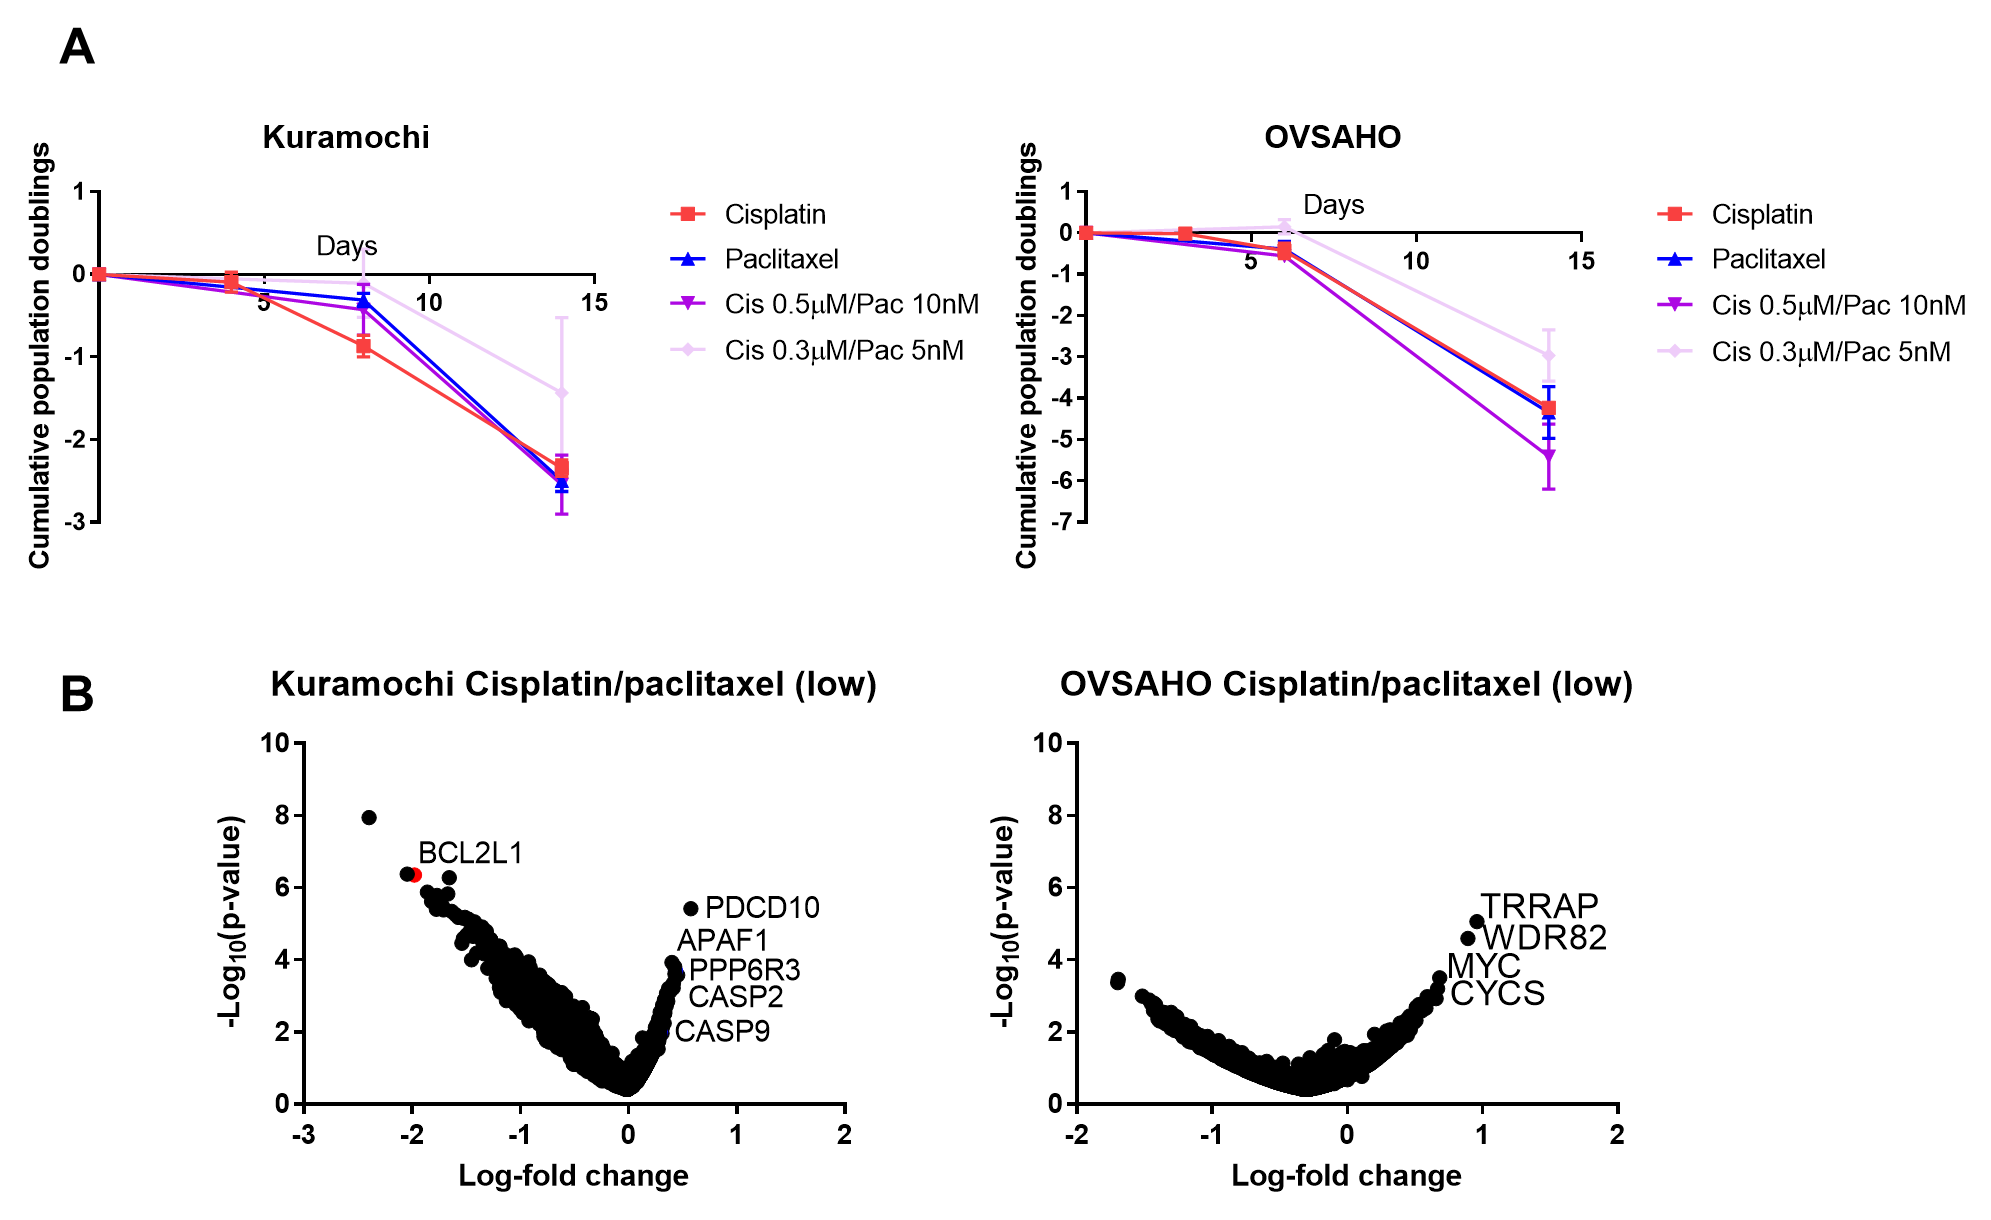 A
Kuramochi
Cumulative population doublings
1
0
-1
-2
-3
Days
5
10
15
Cisplatin
Paclitaxel
Cis 0.5μM/Pac 10nM
Cis 0.3μM/Pac 5nM
OVSAHO
Cumulative population doublings
1
0
-1
-2
-3
-4
-5
-6
-7
Days
5
10
15
Cisplatin
Paclitaxel
Cis 0.5μM/Pac 10nM
Cis 0.3μM/Pac 5nM
B
Kuramochi Cisplatin/paclitaxel (low)
-Log10(p-value)
10
8
6
4
2
0
BCL2L1
PDCD10
APAF1
PPP6R3
CASP2
CASP9
-3
-2
-1
0
1
2
Log-fold change
OVSAHO Cisplatin/paclitaxel (low)
-Log10(p-value)
10
8
6
4
2
0
TRRAP
WDR82
MYC
CYCS
-2
-1
0
1
2
Log-fold change